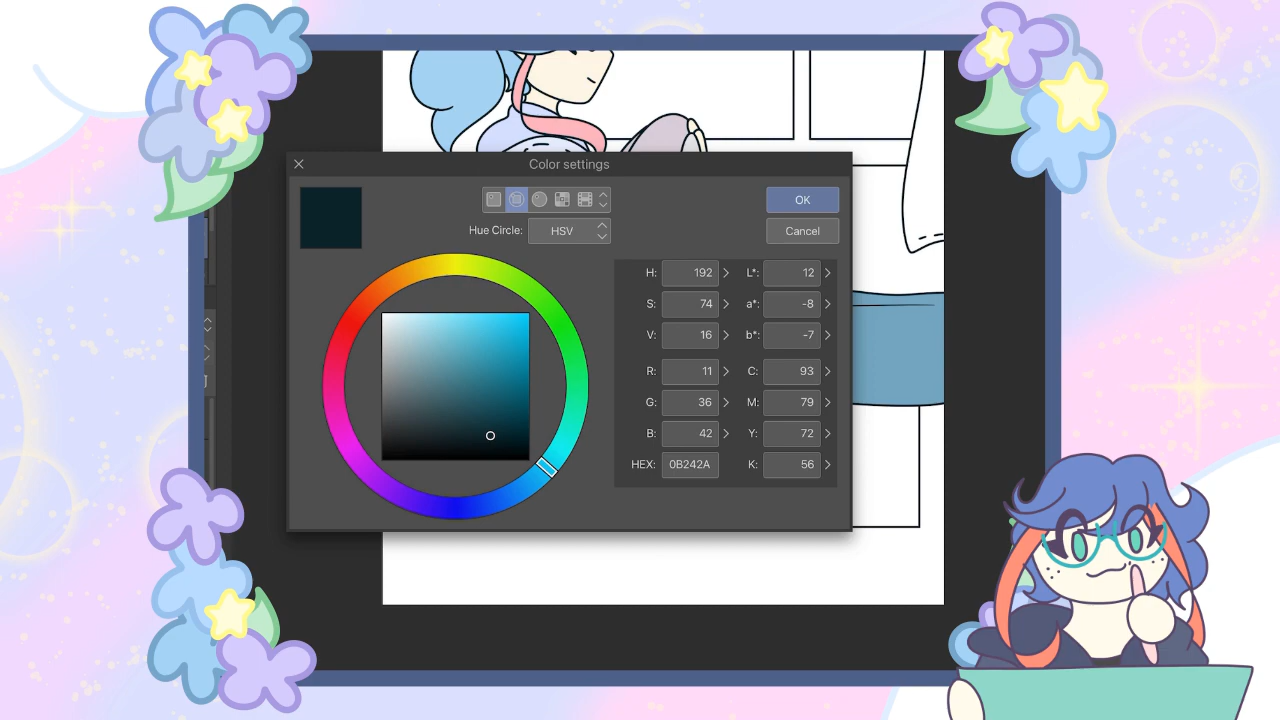 Color settings
OK
Hue Circle: HSV
Cancel
H: 192 L*: 12
S: 74 a*: -8
V: 16 b*: -7
R: 11 C: 93
G: 36 M: 79
B: 42 Y: 72
HEX: 0B242A K: 56